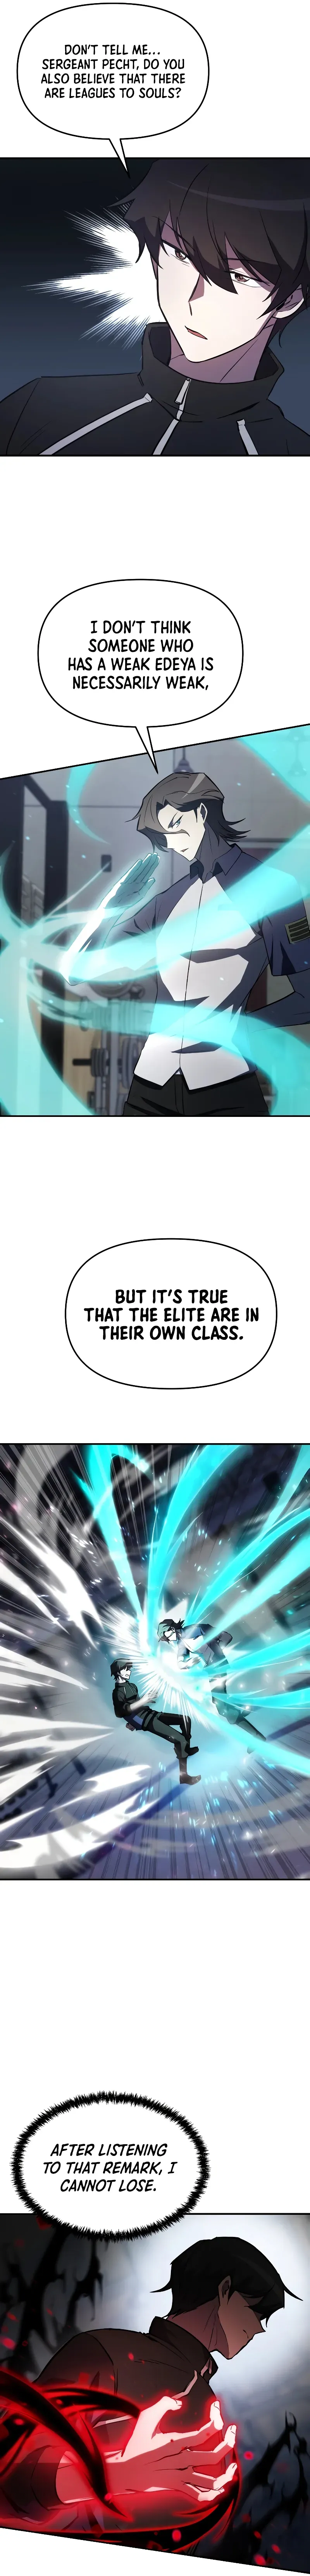 DON'T TELL ME...
SERGEANT PECHT, DO YOU
ALSO BELIEVE THAT THERE
ARE LEAGUES TO SOULS?
I DON'T THINK
SOMEONE WHO
HAS A WEAK EDEYA IS
NECESSARILY WEAK,
BUT IT'S TRUE
THAT THE ELITE ARE IN
THEIR OWN CLASS.
AFTER LISTENING
TO THAT REMARK, I
CANNOT LOSE.